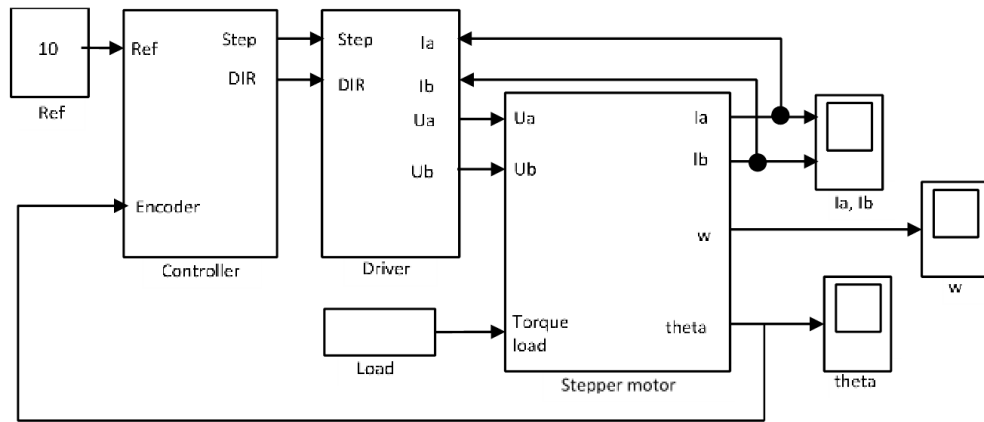 10
Ref
Ref
Encoder
Step
DIR
Controller
Step
DIR
Ia
Ib
Ua
Ub
Driver
Load
Ua
Ub
Torque
load
Ia
Ib
w
theta
Stepper motor
Ia, Ib
w
theta